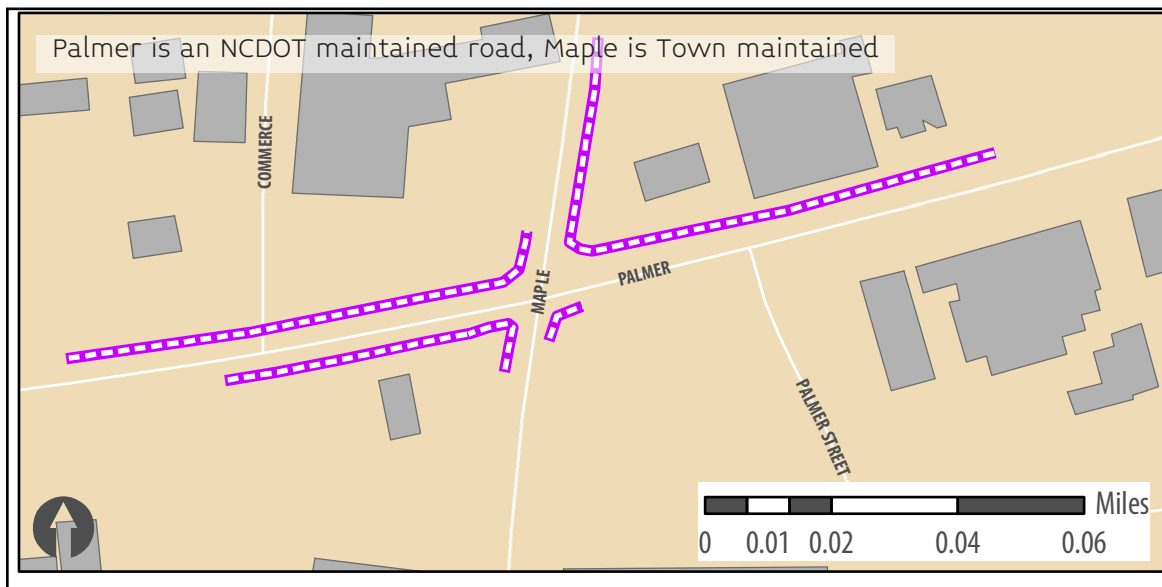 Palmer is an NCDOT maintained road, Maple is Town maintained
COMMERCE
MAPLE
PALMER
PALMER STREET
Miles
0 0.01 0.02 0.04 0.06